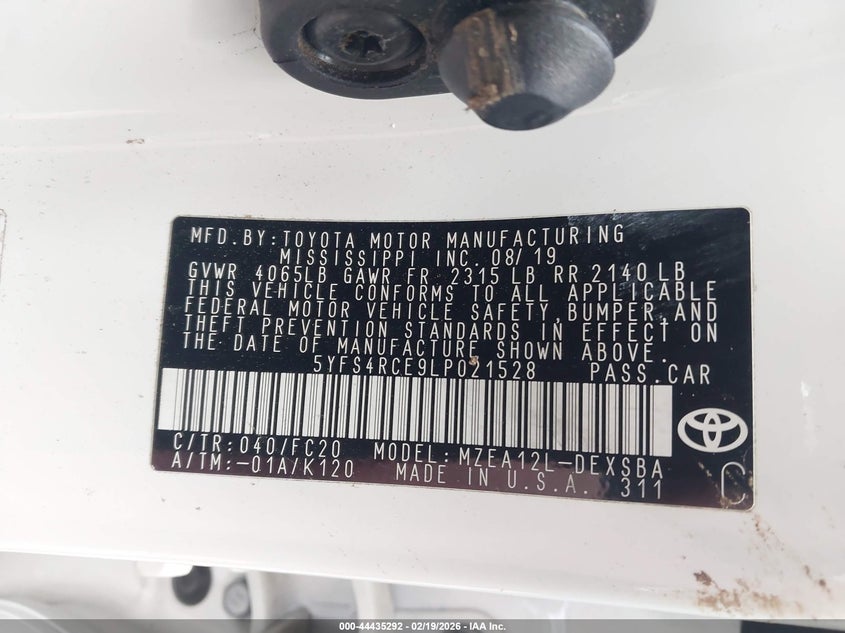 MFD.BY:TOYOTA MOTOR MANUFACTURING
MISSISSIPPI INC. 08/19
GVWR 4065LB GAWR FR 2315 LB RR 2140 LB
THIS VEHICLE CONFORMS TO ALL APPLICABLE
FEDERAL MOTOR VEHICLE SAFETY, BUMPER, AND
THEFT PREVENTION STANDARDS IN EFFECT ON
THE DATE OF MANUFACTURE SHOWN ABOVE.
5YFS4RCE9LP021528 PASS.CAR
C/TR:040/FC20 MODEL:MZEA12L-DEXSBA
A/TM:-01A/K120 MADE IN U.S.A. 311
C
000-44435292 - 02/19/2026 - IAA Inc.